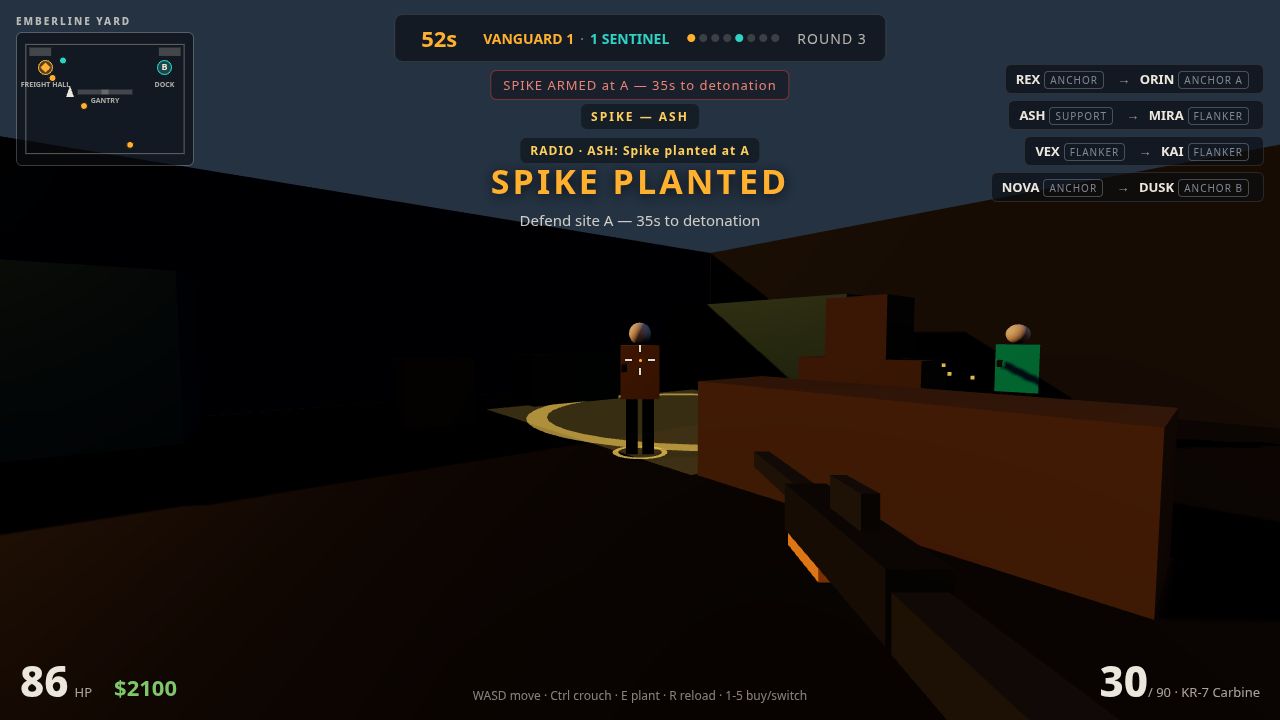 EMBERLINE YARD
FREIGHT HALL
B
DOCK
GANTRY
52s VANGUARD 1 · 1 SENTINEL ROUND 3
SPIKE ARMED at A — 35s to detonation
SPIKE — ASH
RADIO · ASH: Spike planted at A
SPIKE PLANTED
Defend site A — 35s to detonation
REX ANCHOR → ORIN ANCHOR A
ASH SUPPORT → MIRA FLANKER
VEX FLANKER → KAI FLANKER
NOVA ANCHOR → DUSK ANCHOR B
86 HP $2100
WASD move · Ctrl crouch · E plant · R reload · 1-5 buy/switch
30 / 90 · KR-7 Carbine